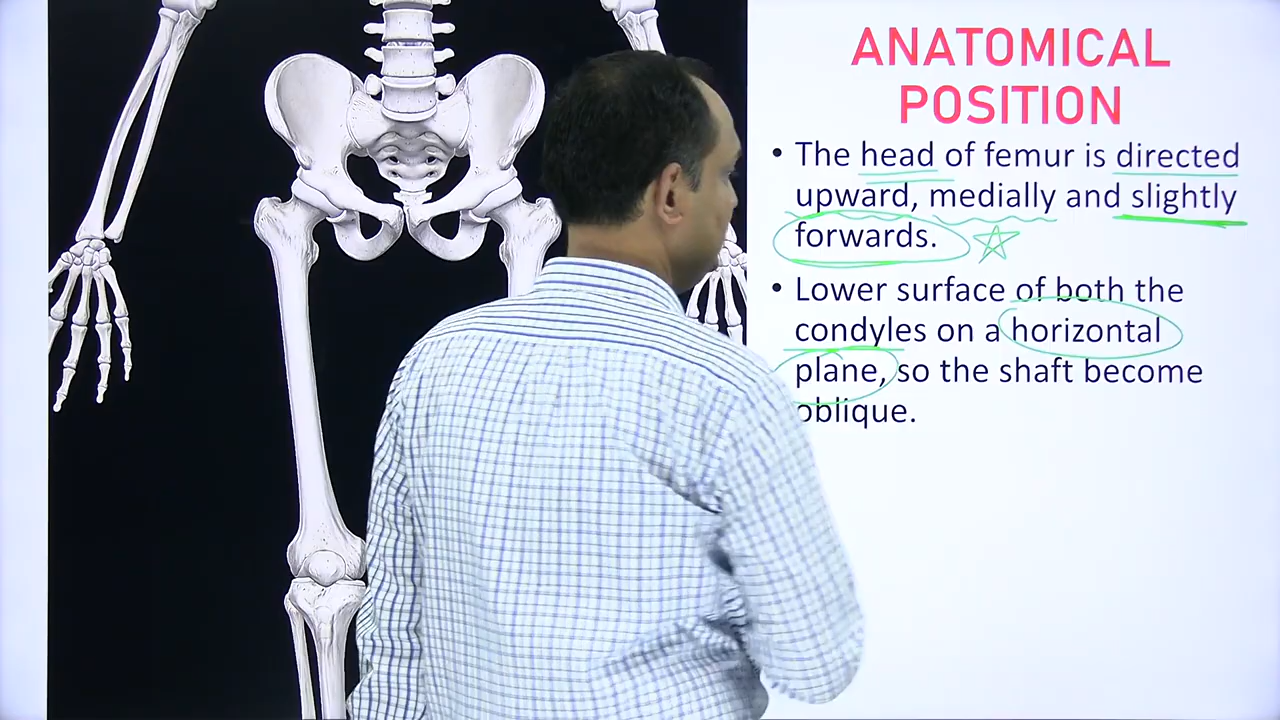 ANATOMICAL
POSITION
• The head of femur is directed
upward, medially and slightly
forwards.
• Lower surface of both the
condyles on a horizontal
plane, so the shaft become
oblique.